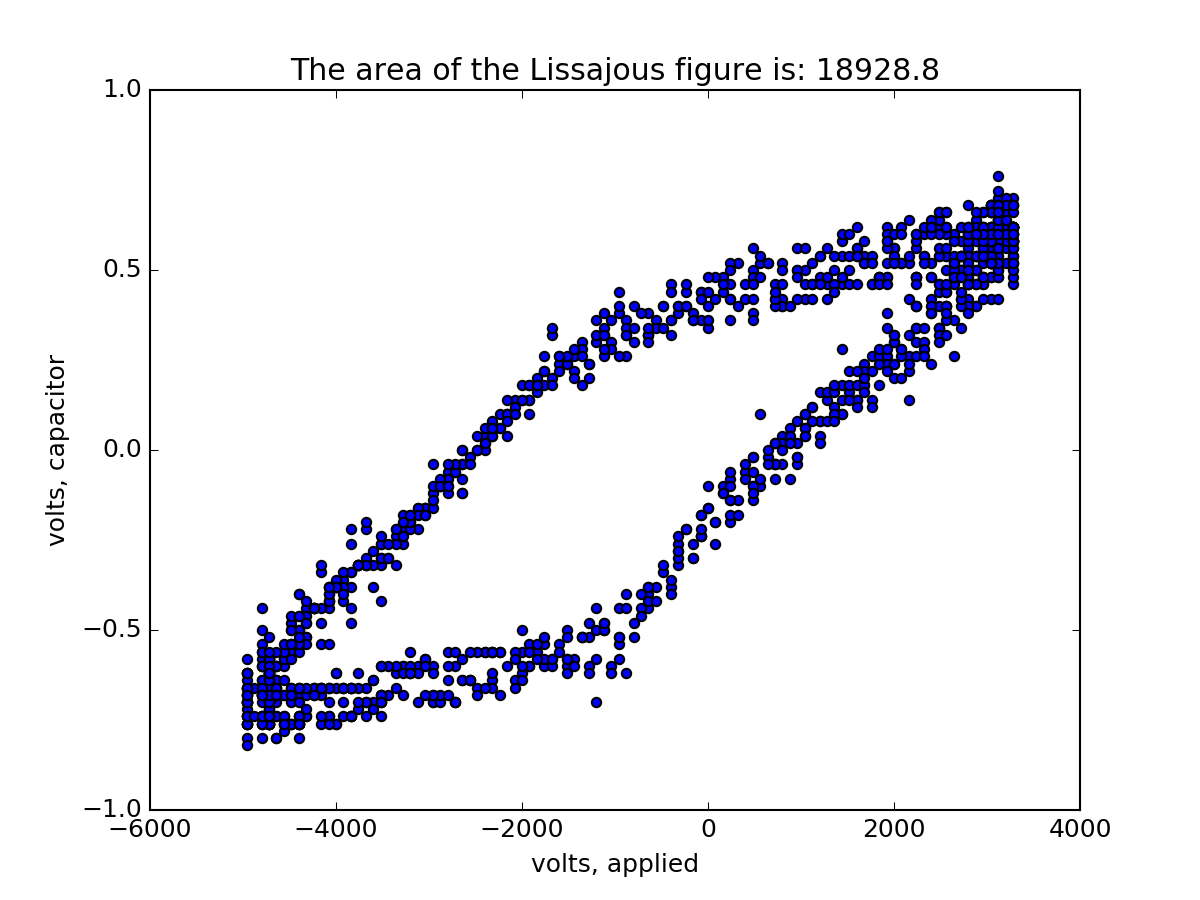 The area of the Lissajous figure is: 18928.8
1.0
0.5
0.0
−0.5
−1.0
volts, capacitor
−6000 −4000 −2000 0 2000 4000
volts, applied